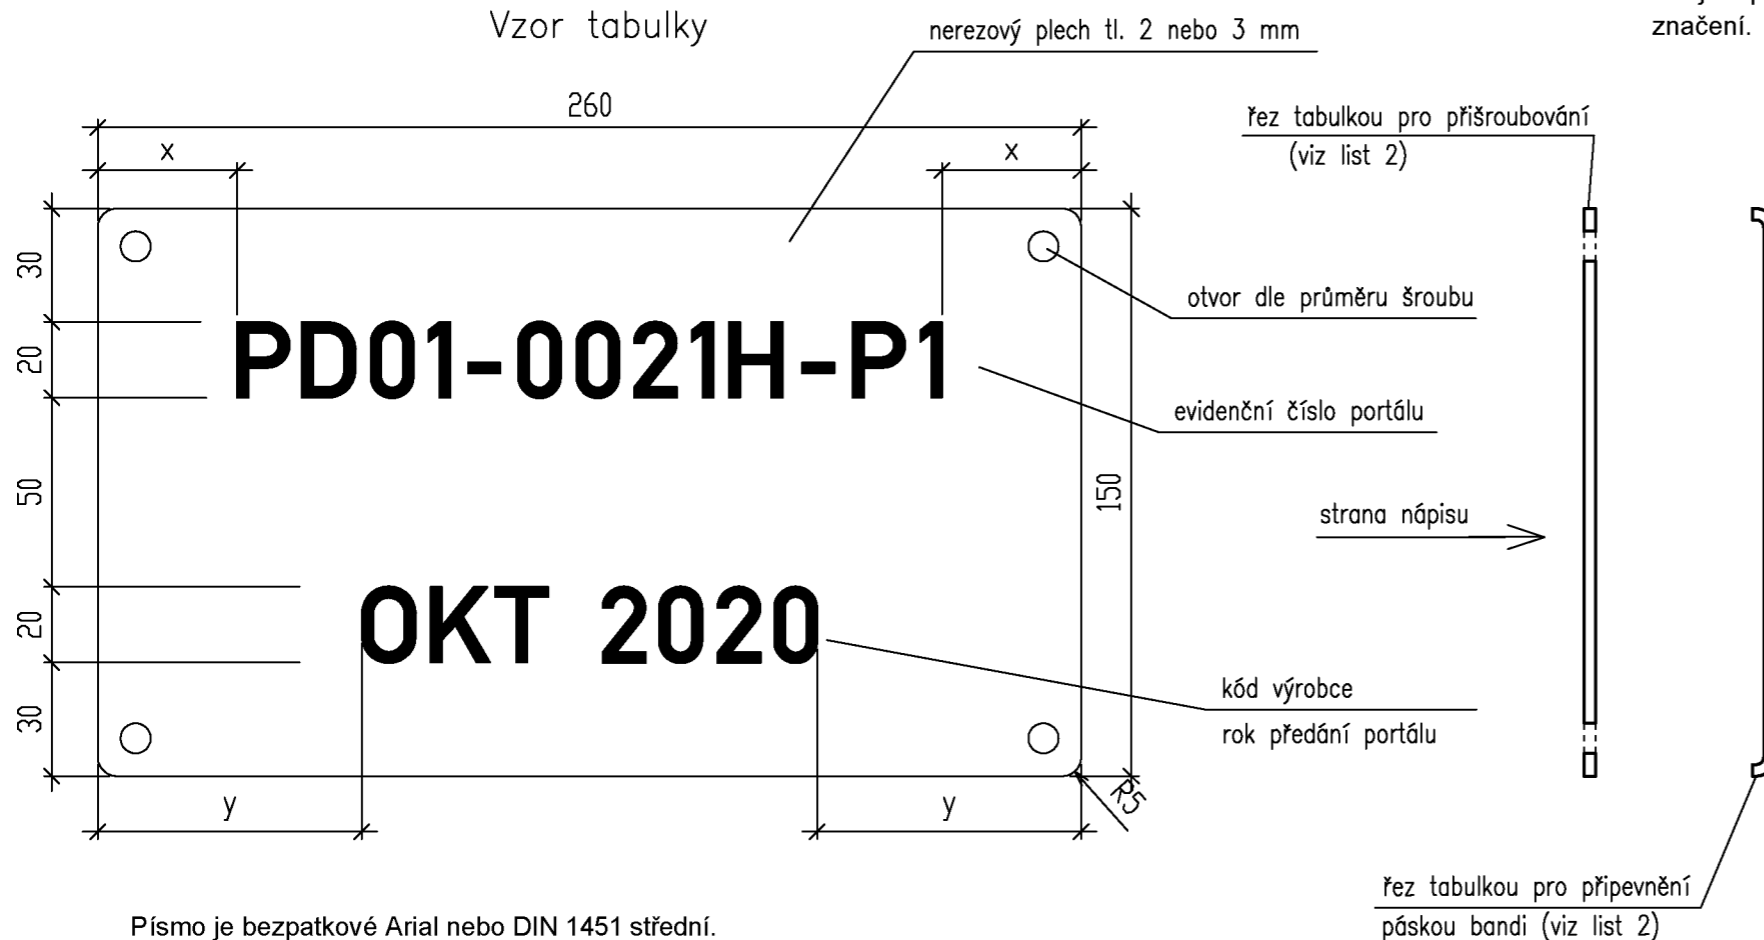 Vzor tabulky
nerezový plech tl. 2 nebo 3 mm
značení.
260
řez tabulkou pro přišroubování
(viz list 2)
x
x
30
otvor dle průměru šroubu
PD01-0021H-P1
20
evidenční číslo portálu
50
150
strana nápisu
OKT 2020
20
kód výrobce
rok předání portálu
30
R5
y
y
řez tabulkou pro připevnění
páskou bandi (viz list 2)
Písmo je bezpatkové Arial nebo DIN 1451 střední.